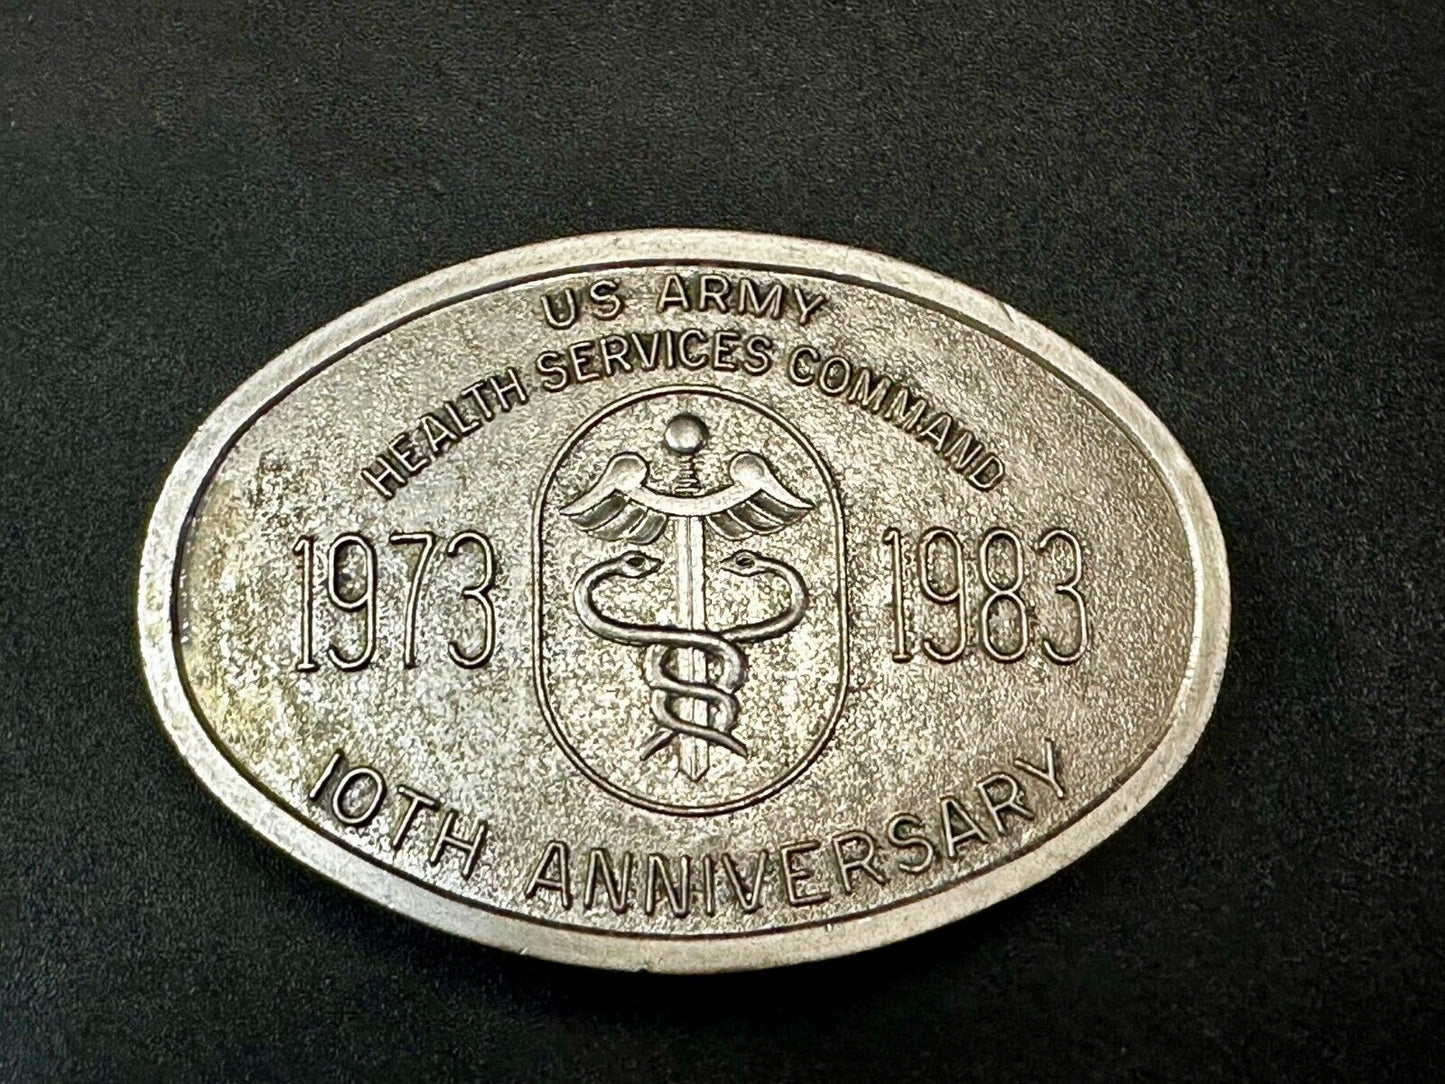 US ARMY
HEALTH SERVICES COMMAND
1973 1983
10TH ANNIVERSARY